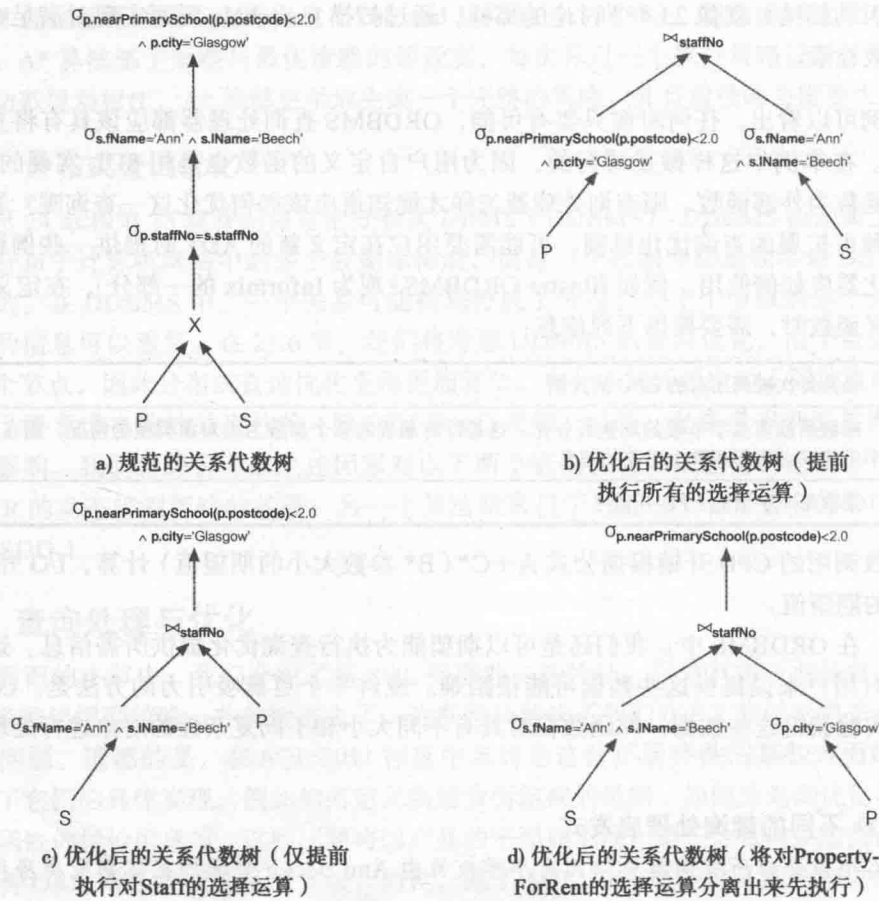 σp.nearPrimarySchool(p.postcode)<2.0
∧ p.city='Glasgow'
σs.fName='Ann' ∧ s.lName='Beech'
σp.staffNo=s.staffNo
X
P S
a) 规范的关系代数树
⋈staffNo
σp.nearPrimarySchool(p.postcode)<2.0
∧ p.city='Glasgow'
σs.fName='Ann'
∧ s.lName='Beech'
P S
b) 优化后的关系代数树（提前
执行所有的选择运算）
σp.nearPrimarySchool(p.postcode)<2.0
∧ p.city='Glasgow'
⋈staffNo
σs.fName='Ann' ∧ s.lName='Beech' P
S
c) 优化后的关系代数树（仅提前
执行对Staff的选择运算）
σp.nearPrimarySchool(p.postcode)<2.0
⋈staffNo
σs.fName='Ann' ∧ s.lName='Beech' σp.city='Glasgow'
S P
d) 优化后的关系代数树（将对Property-
ForRent的选择运算分离出来先执行）